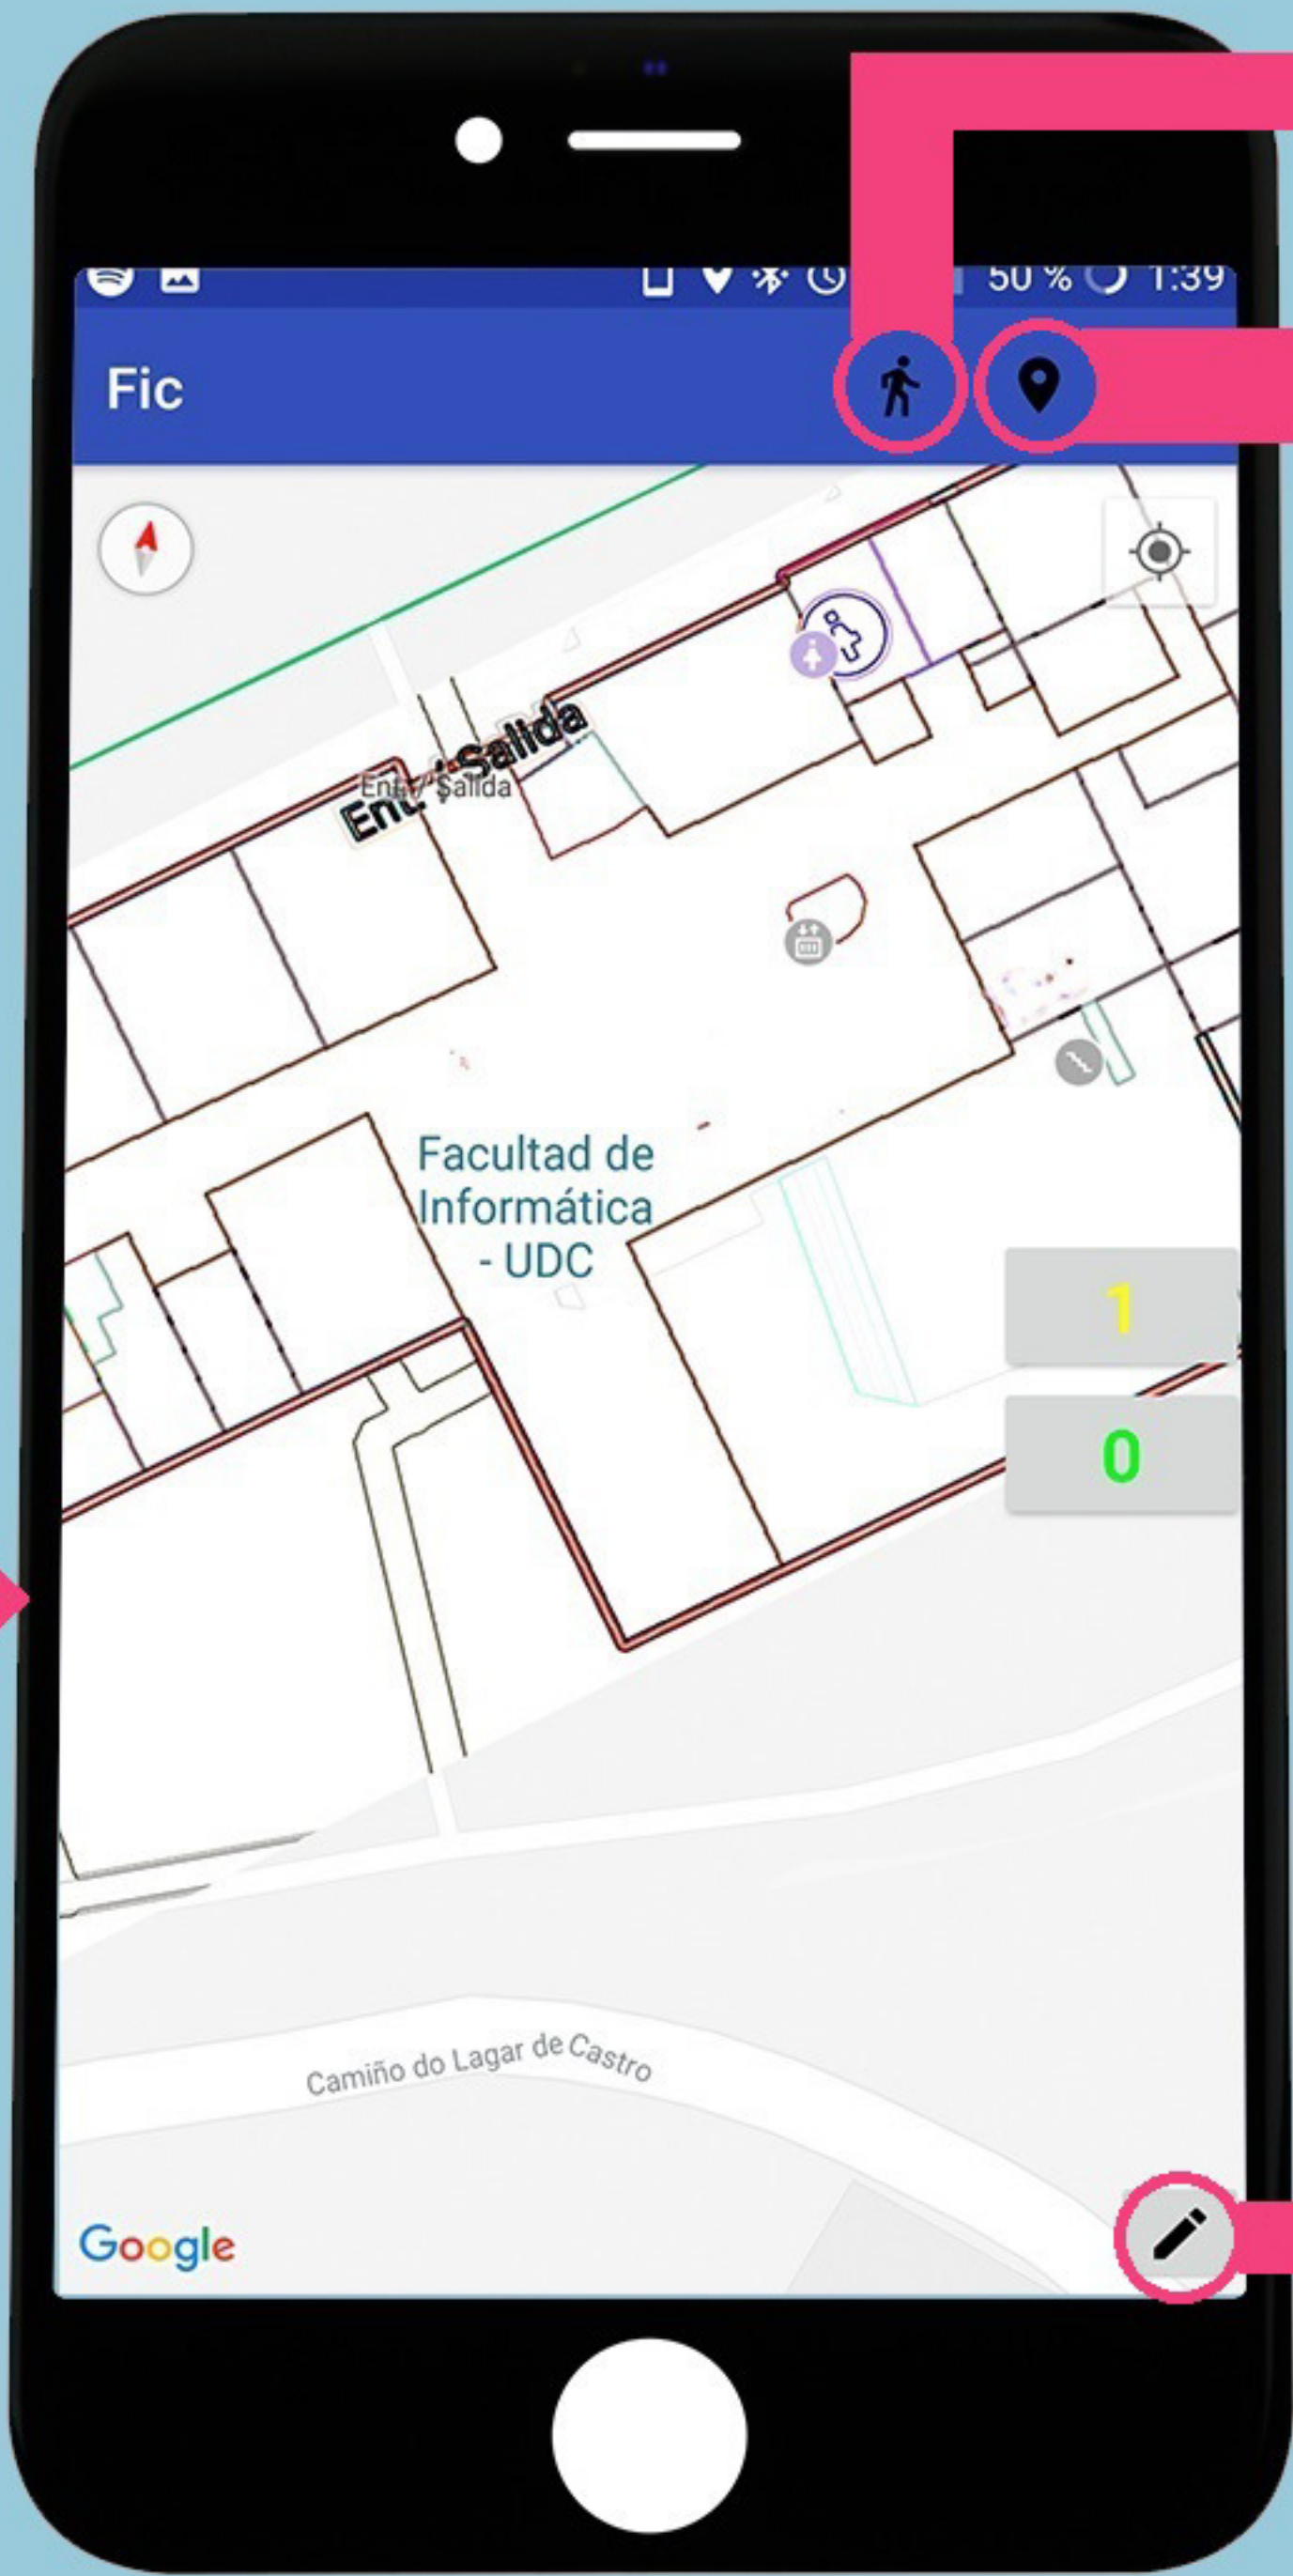 50 % 1:39
Fic
Ent / Salida
Ent / Salida
Facultad de
Informática
- UDC
1
0
Camiño do Lagar de Castro
Google